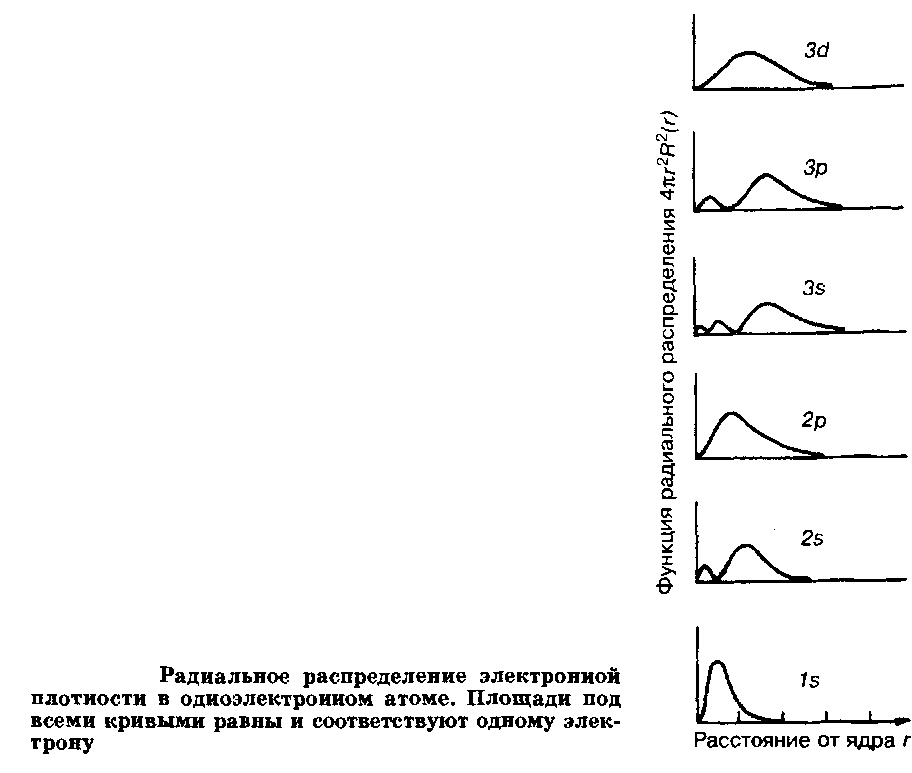 3d
3p
3s
2p
2s
1s
Функция радиального распределения 4πr²R²(r)
Расстояние от ядра r
Радиальное распределение электронной
плотности в одноэлектронном атоме. Площади под
всеми кривыми равны и соответствуют одному элек-
трону